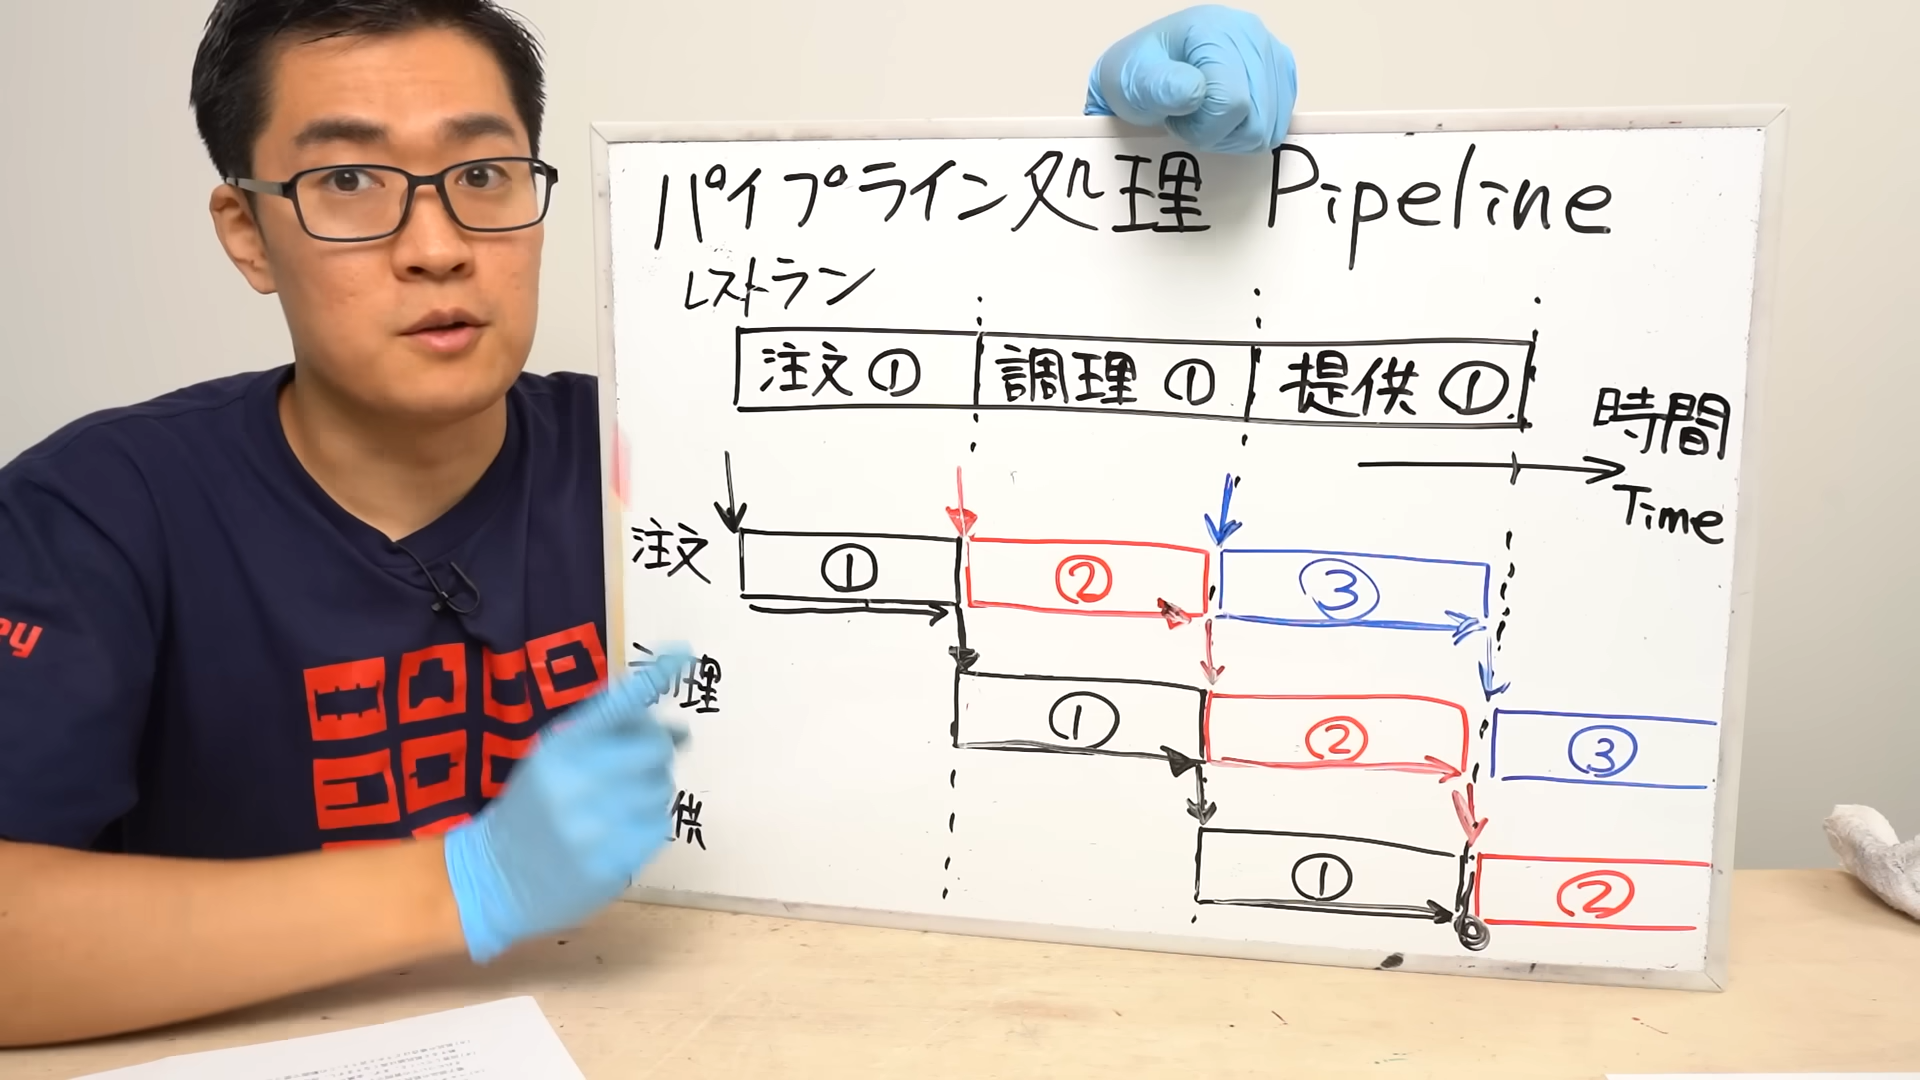 パイプライン処理 Pipeline
レストラン
注文① 調理① 提供①
時間
Time
注文 ① ② ③
理 ① ② ③
供 ① ②